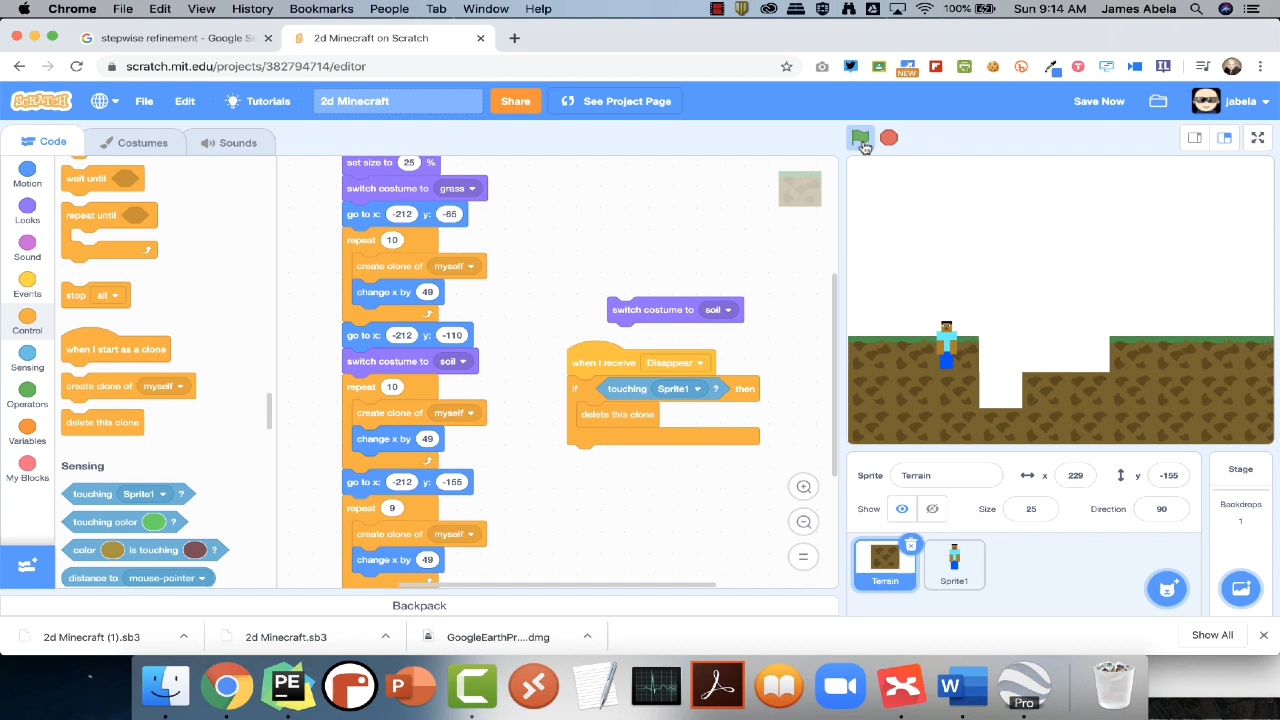 Chrome File Edit View History Bookmarks People Tab Window Help 100% Sun 9:14 AM James Abela
stepwise refinement - Google Se
2d Minecraft on Scratch
scratch.mit.edu/projects/382794714/editor
NEW
SCRATCH File Edit Tutorials 2d Minecraft Share See Project Page Save Now jabela
Code Costumes Sounds
Motion
Looks
Sound
Events
Control
Sensing
Operators
Variables
My Blocks
wait until
repeat until
stop all
when I start as a clone
create clone of myself
delete this clone
Sensing
touching Sprite1 ?
touching color ?
color is touching ?
distance to mouse-pointer
set size to 25 %
switch costume to grass
go to x: -212 y: -65
repeat 10
create clone of myself
change x by 49
go to x: -212 y: -110
switch costume to soil
repeat 10
create clone of myself
change x by 49
go to x: -212 y: -155
repeat 9
create clone of myself
change x by 49
switch costume to soil
when I receive Disappear
if touching Sprite1 ? then
delete this clone
Sprite Terrain x 229 y -155
Show Size 25 Direction 90
Terrain
Sprite1
Stage
Backdrops
1
Backpack
2d Minecraft (1).sb3
2d Minecraft.sb3
GoogleEarthPr....dmg
Show All
PE
P
C
W
Pro